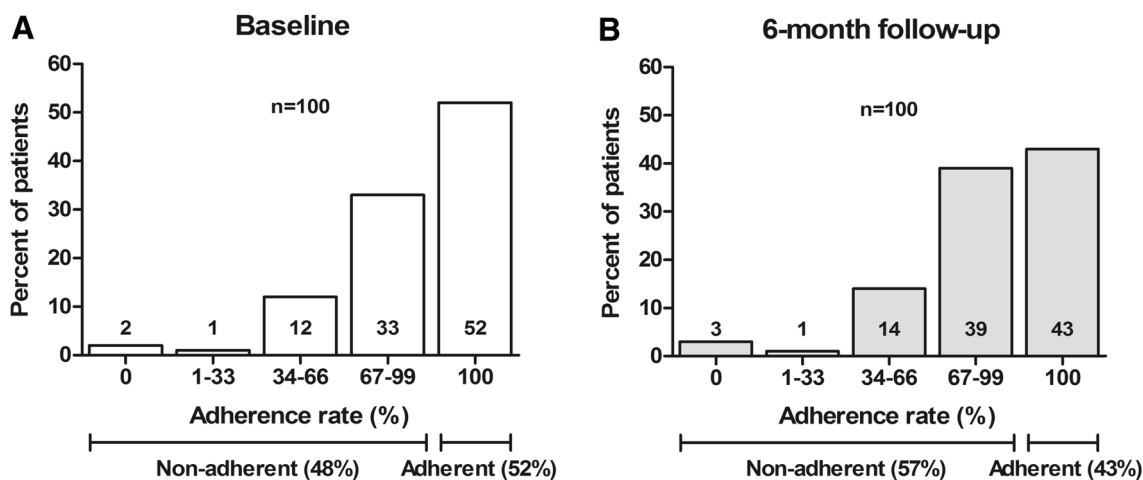 A
Baseline
Percent of patients
60
50
40
30
20
10
0
n=100
2 1 12 33 52
0 1-33 34-66 67-99 100
Adherence rate (%)
Non-adherent (48%) Adherent (52%)
B
6-month follow-up
Percent of patients
60
50
40
30
20
10
0
n=100
3 1 14 39 43
0 1-33 34-66 67-99 100
Adherence rate (%)
Non-adherent (57%) Adherent (43%)